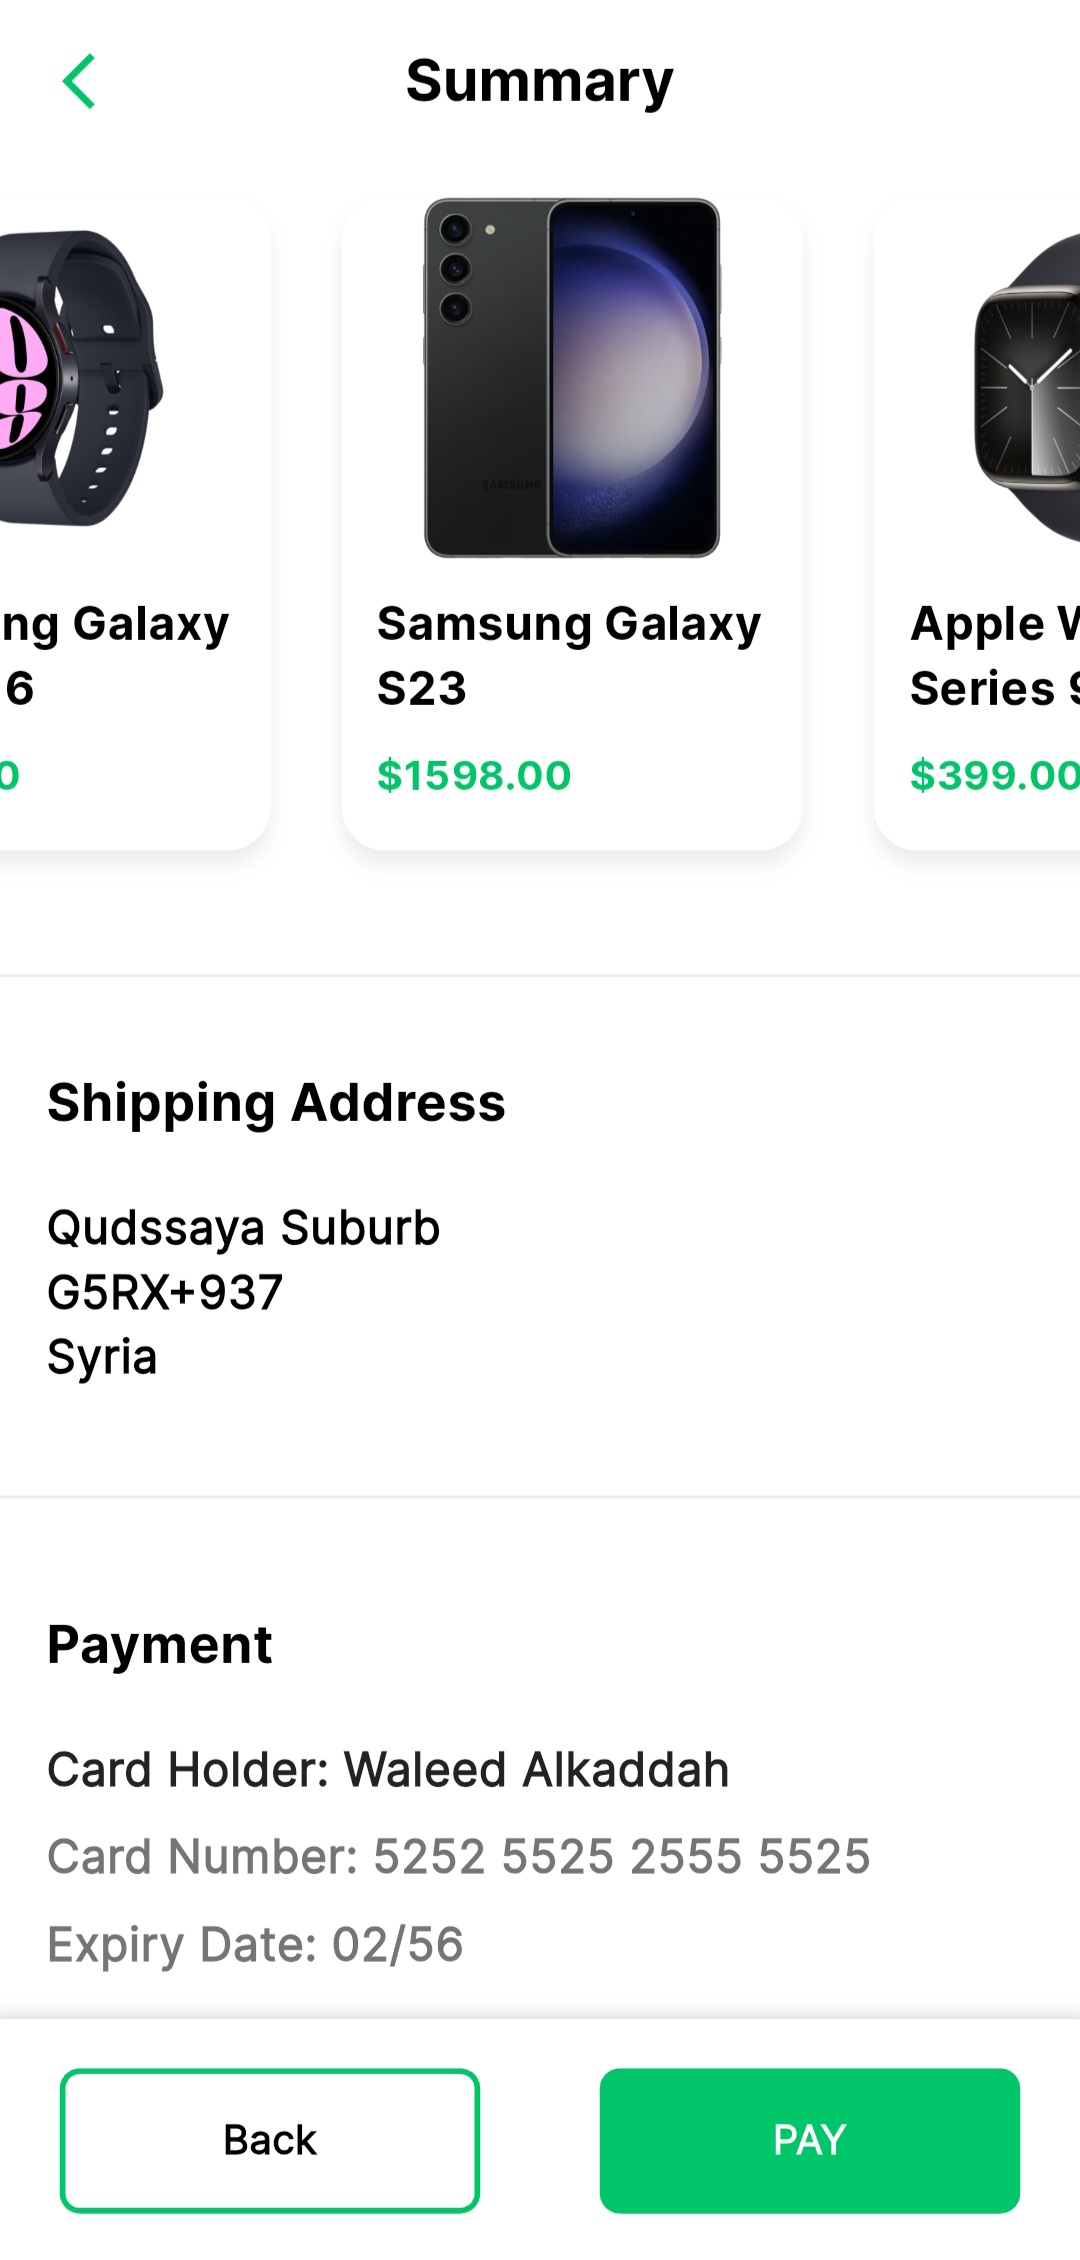 Summary
SAMSUNG
ng Galaxy
6
0
Samsung Galaxy
S23
$1598.00
Apple
Series
$399.00
Shipping Address
Qudssaya Suburb
G5RX+937
Syria
Payment
Card Holder: Waleed Alkaddah
Card Number: 5252 5525 2555 5525
Expiry Date: 02/56
Back
PAY